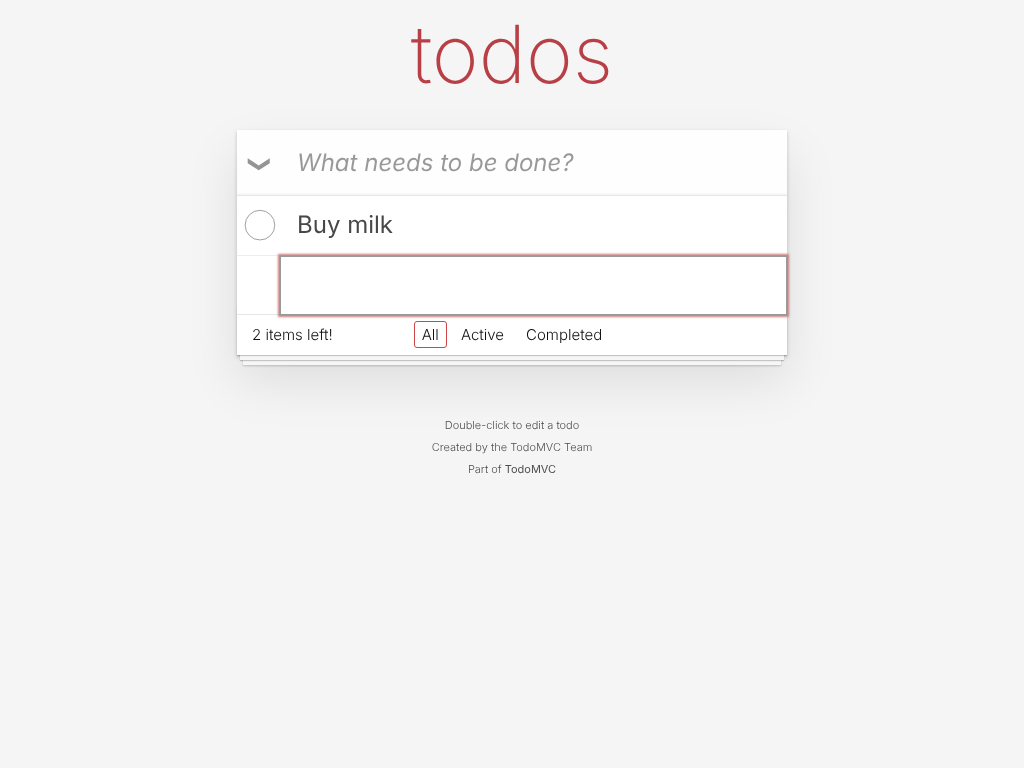 todos
What needs to be done?
Buy milk
2 items left! All Active Completed
Double-click to edit a todo
Created by the TodoMVC Team
Part of TodoMVC